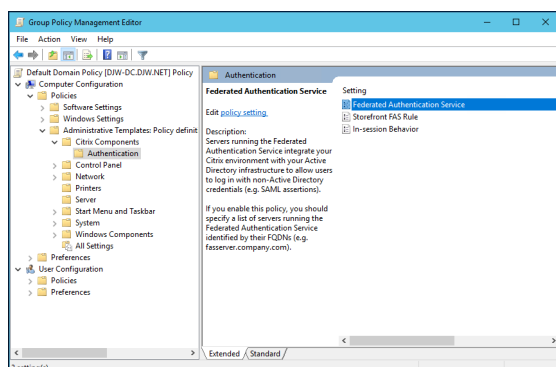 Group Policy Management Editor
File Action View Help
Default Domain Policy [DJW-DC.DJW.NET] Policy
Computer Configuration
Policies
Software Settings
Windows Settings
Administrative Templates: Policy definit
Citrix Components
Authentication
Control Panel
Network
Printers
Server
Start Menu and Taskbar
System
Windows Components
All Settings
Preferences
User Configuration
Policies
Preferences
Authentication
Federated Authentication Service
Edit policy setting
Description:
Servers running the Federated
Authentication Service integrate your
Citrix environment with your Active
Directory infrastructure to allow users
to log in with non-Active Directory
credentials (e.g. SAML assertions).
If you enable this policy, you should
specify a list of servers running the
Federated Authentication Service
identified by their FQDNs (e.g.
fasserver.company.com).
Setting
Federated Authentication Service
Storefront FAS Rule
In-session Behavior
Extended Standard